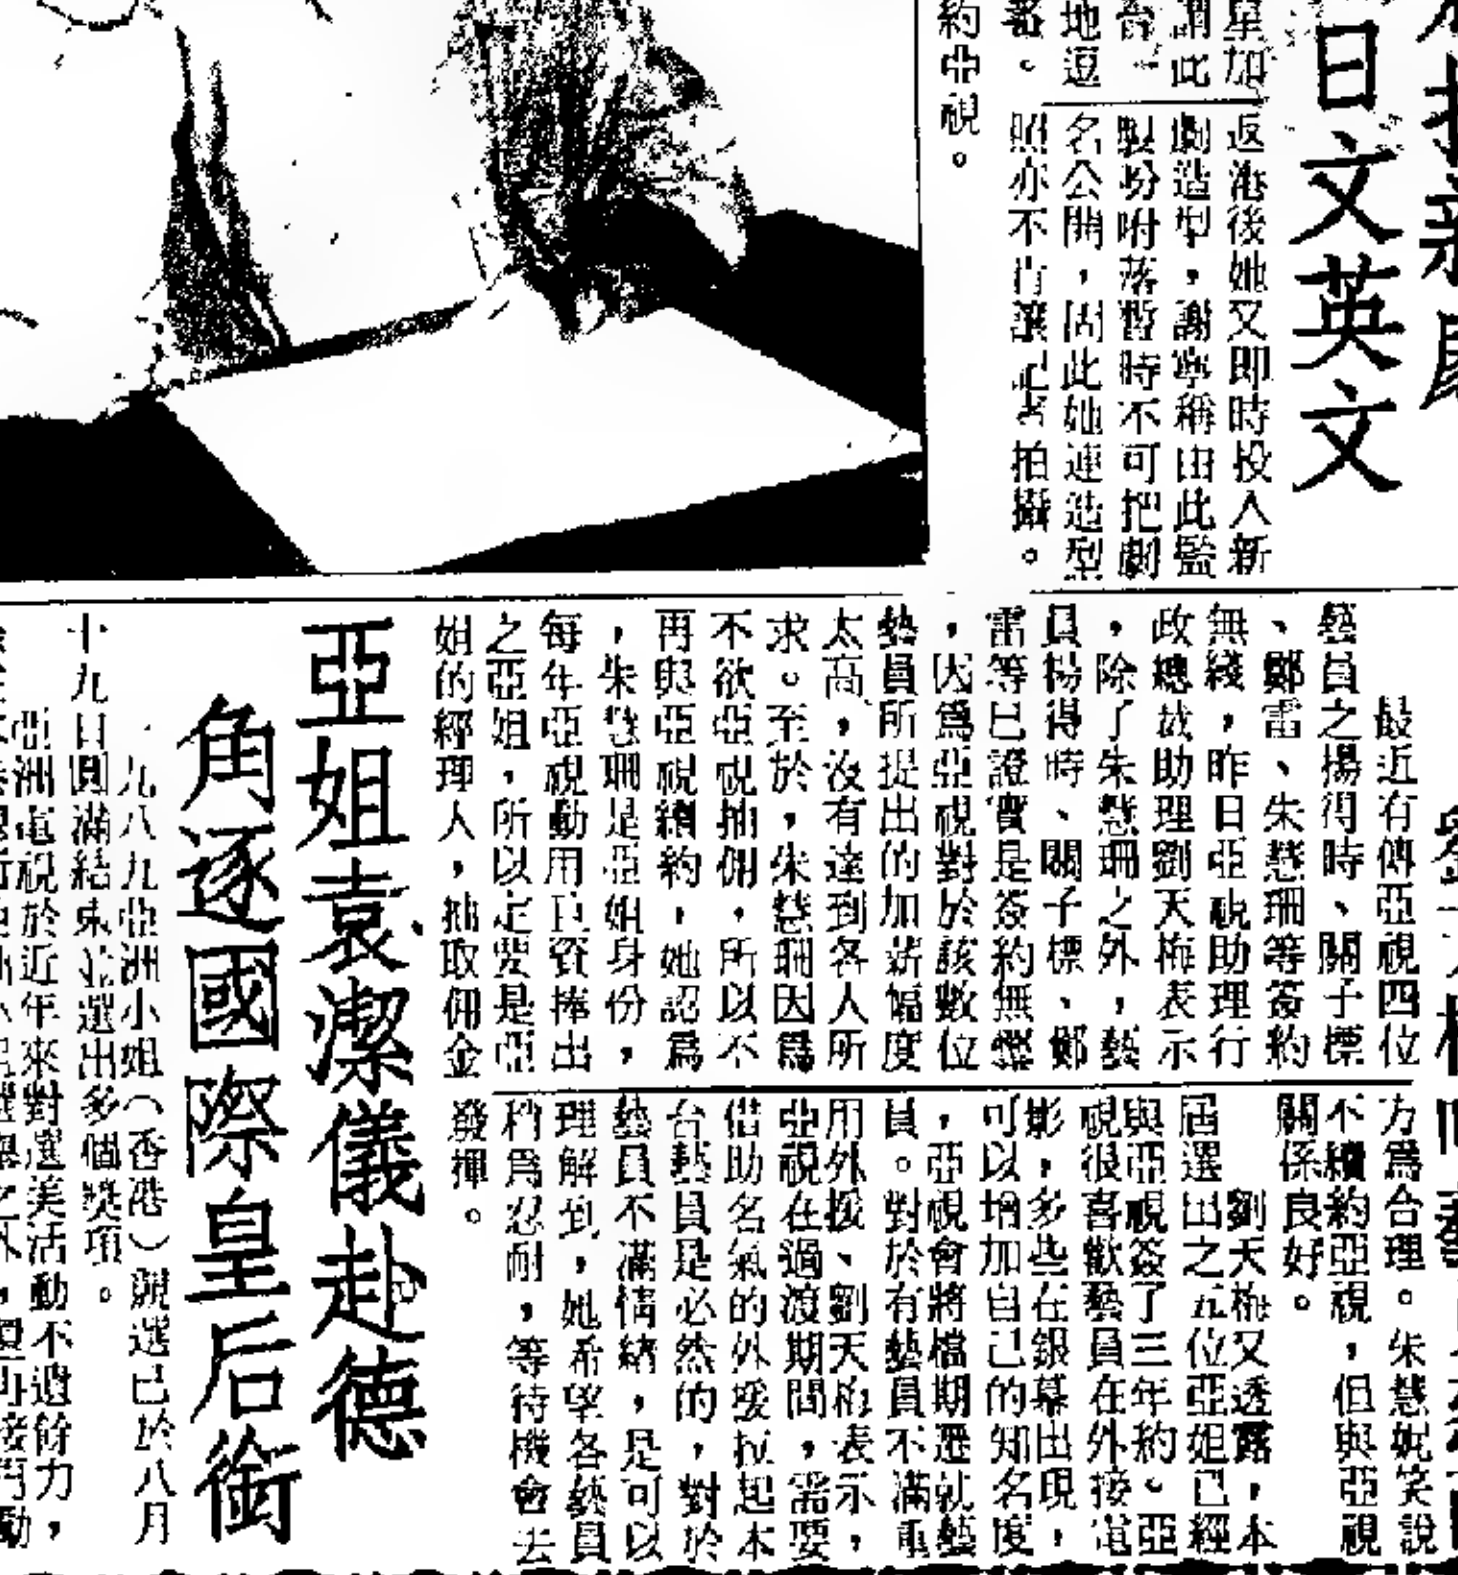 日文英文
星加
謂此
地逗
約中視。
返港後她又即時投入新
劇造型，謝寧稱由此監
製吩咐落暫時不可把劇
名公開，因此她連造型
照亦不肯讓記者拍攝。
最近有傳亞視四位
藝員之楊得時、關子標
、鄭雷、朱慧珊等簽約
無綫，昨日亞視助理行
政總裁助理劉天梅表示
，除了朱慧珊之外，藝
員楊得時、關子標、鄭
雷等已證實是簽約無綫
，因為亞視對於該數位
藝員所提出的加薪幅度
太高，沒有達到各人所
求。至於，朱慧珊因為
不欲亞視抽佣，所以不
再與亞視續約，她認為
，朱慧珊是亞姐身份，
每年亞視動用巨資捧出
之亞姐，所以定要是亞
姐的經理人，抽取佣金
方為合理。朱慧妮笑說
不續約亞視，但與亞視
關係良好。
劉天梅又透露，本
屆選出之五位亞姐已經
與亞視簽了三年約。亞
視很喜歡藝員在外接電
影，多些在銀幕出現，
可以增加自己的知名度
，亞視會將檔期遷就藝
員。對於有藝員不滿重
用外援、劉天梅表示，
亞視在過渡期間，需要
借助名氣的外援拉起本
台藝員是必然的，對於
藝員不滿情緒，是可以
理解到，她希望各藝員
稍為忍耐，等待機會去
發揮。
亞姐袁潔儀赴德
角逐國際皇后銜
一九八九亞洲小姐（香港）競選已於八月
十九日圓滿結束並選出多個獎項。
亞洲電視於近年來對選美活動不遺餘力，